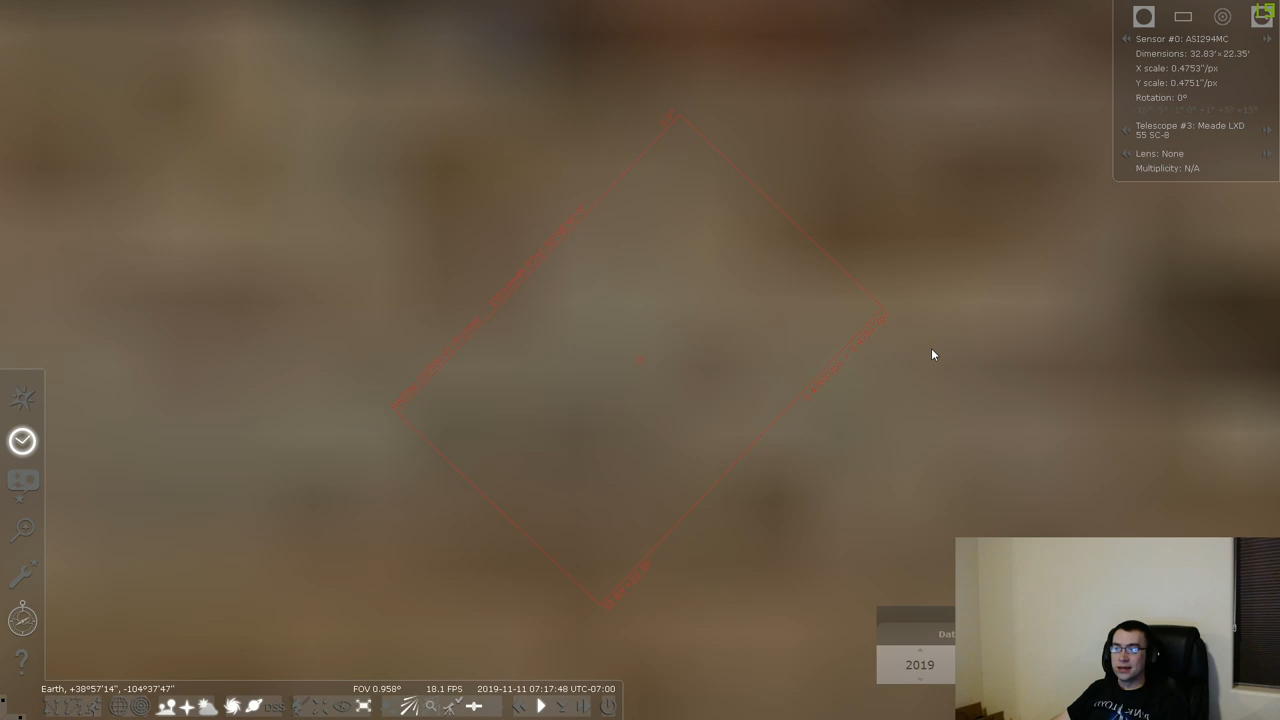 Sensor #0: ASI294MC
Dimensions: 32.83'×22.35'
X scale: 0.4753"/px
Y scale: 0.4751"/px
Rotation: 0°
Telescope #3: Meade LXD
55 SC-8
Lens: None
Multiplicity: N/A
Dat
2019
Earth, +38°57'14", -104°37'47"
FOV 0.958°
18.1 FPS
2019-11-11 07:17:48 UTC-07:00
DSS